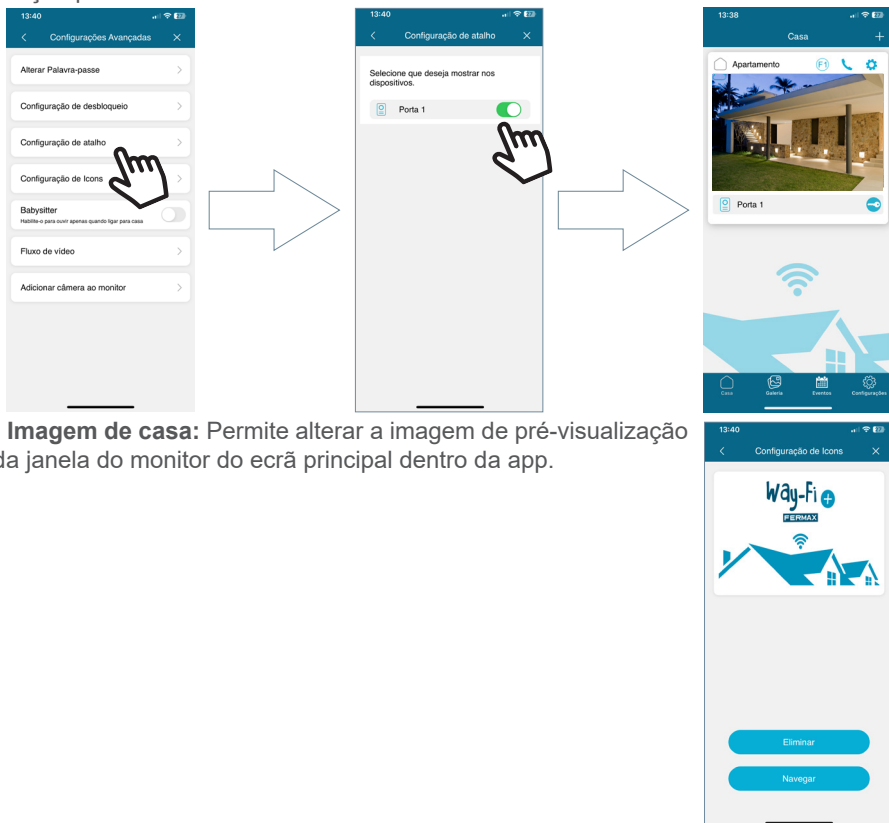 13:40
Configurações Avançadas
Alterar Palavra-passe
Configuração de desbloqueio
Configuração de atalho
Configuração de Icons
Babysitter
Habilite-o para ouvir apenas quando ligar para casa
Fluxo de vídeo
Adicionar câmera ao monitor
13:40
Configuração de atalho
Selecione que deseja mostrar nos
dispositivos.
Porta 1
13:38
Casa
Apartamento
F1
Porta 1
Casa
Galeria
Eventos
Configurações
Imagem de casa: Permite alterar a imagem de pré-visualização
da janela do monitor do ecrã principal dentro da app.
13:40
Configuração de Icons
Way-Fi
FERMAX
Eliminar
Navegar